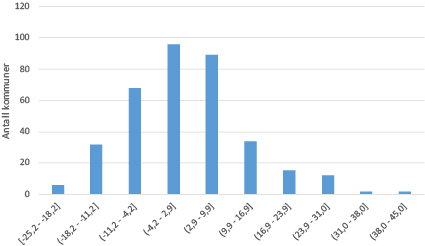 120
100
80
60
40
20
0
Antall kommuner
[-25,2 - -18,2]
(-18,2 - -11,2]
(-11,2 - -4,2]
(-4,2 - 2,9]
(2,9 - 9,9]
(9,9 - 16,9]
(16,9 - 23,9]
(23,9 - 31,0]
(31,0 - 38,0]
(38,0 - 45,0]